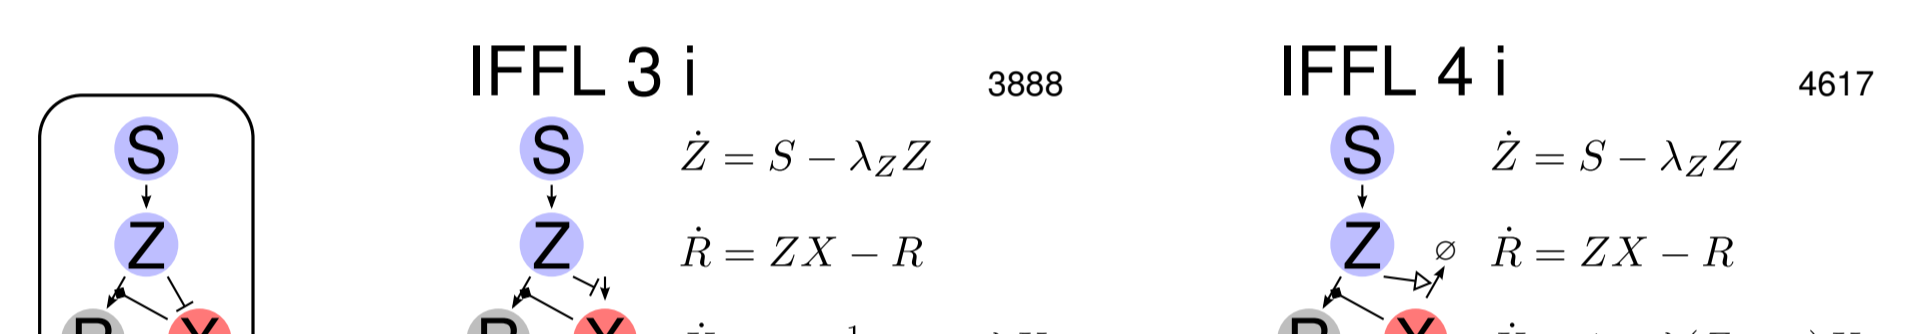 IFFL 3 i 3888
IFFL 4 i 4617
S
Z
R X
S Ż = S − λ_Z Z
Z Ṙ = ZX − R
R X
S Ż = S − λ_Z Z
Z ∅ Ṙ = ZX − R
R X